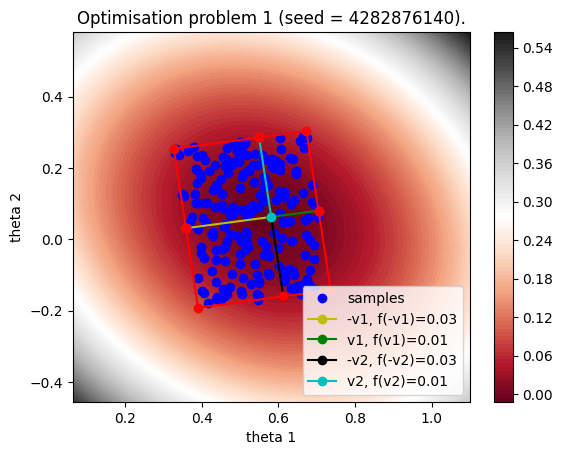 Optimisation problem 1 (seed = 4282876140).
theta 2
0.4
0.2
0.0
−0.2
−0.4
0.2
0.4
0.6
0.8
1.0
theta 1
samples
-v1, f(-v1)=0.03
v1, f(v1)=0.01
-v2, f(-v2)=0.03
v2, f(v2)=0.01
0.54
0.48
0.42
0.36
0.30
0.24
0.18
0.12
0.06
0.00